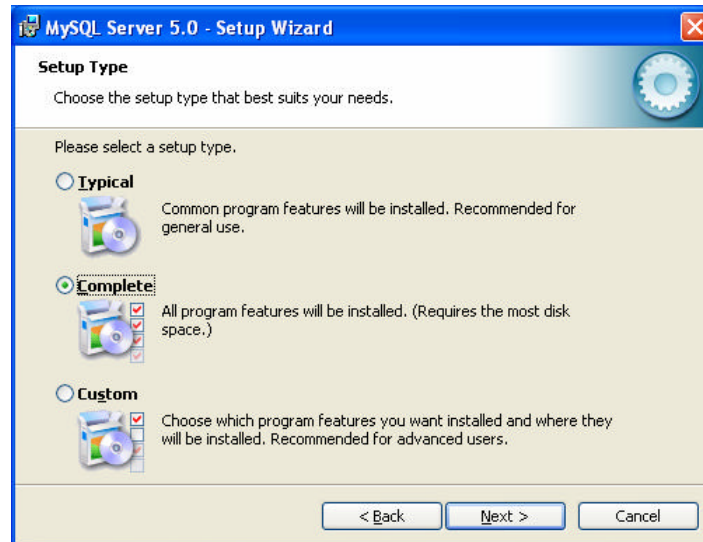 MySQL Server 5.0 - Setup Wizard
Setup Type
Choose the setup type that best suits your needs.
Please select a setup type.
Typical
Common program features will be installed. Recommended for
general use.
Complete
All program features will be installed. (Requires the most disk
space.)
Custom
Choose which program features you want installed and where they
will be installed. Recommended for advanced users.
< Back
Next >
Cancel